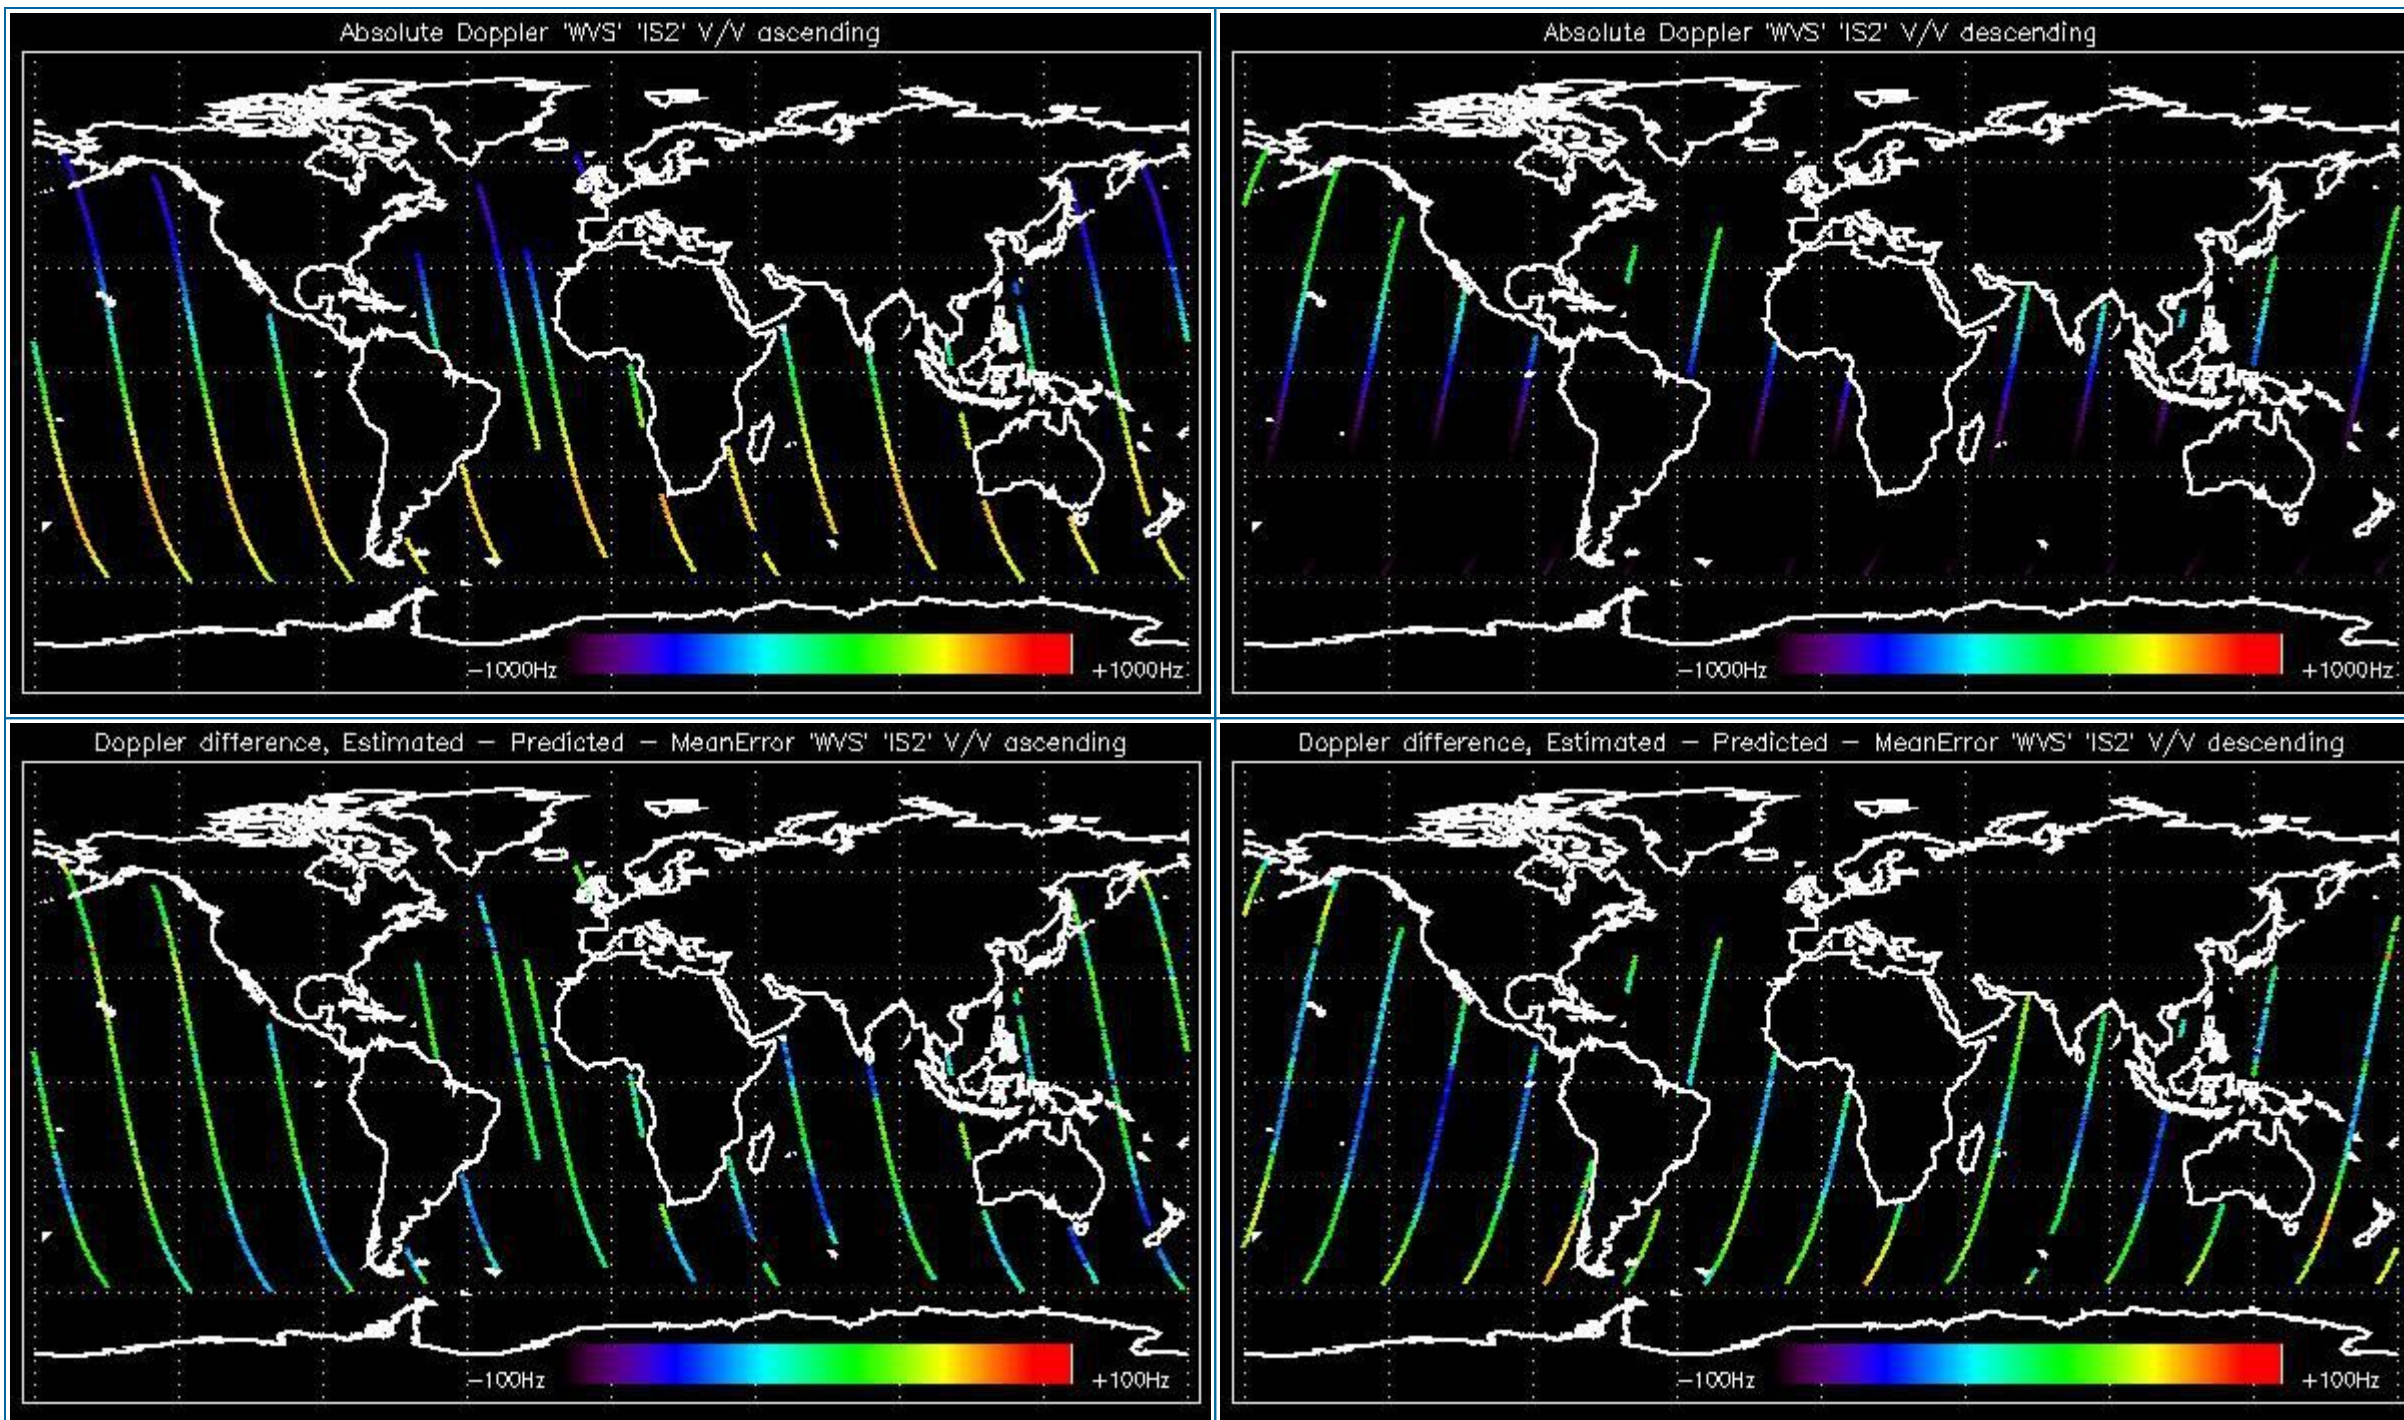 Absolute Doppler 'WVS' 'IS2' V/V ascending
-1000Hz
+1000Hz
Absolute Doppler 'WVS' 'IS2' V/V descending
-1000Hz
+1000Hz
Doppler difference, Estimated - Predicted - MeanError 'WVS' 'IS2' V/V ascending
-100Hz
+100Hz
Doppler difference, Estimated - Predicted - MeanError 'WVS' 'IS2' V/V descending
-100Hz
+100Hz